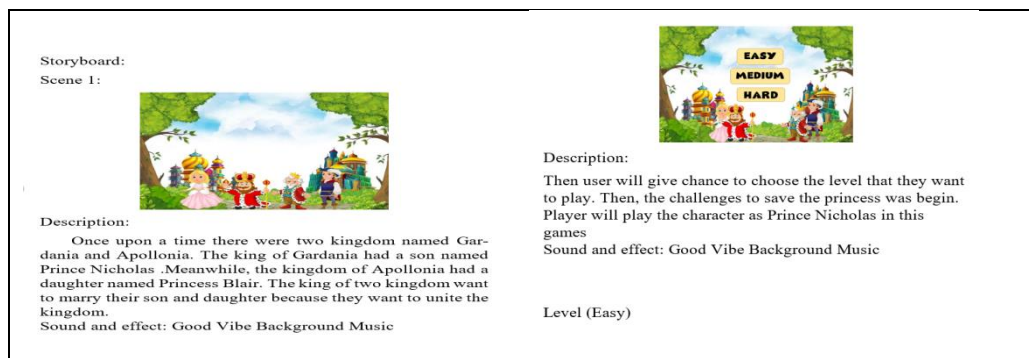 Storyboard:
Scene 1:
Description:
Once upon a time there were two kingdom named Gar-
dania and Apollonia. The king of Gardania had a son named
Prince Nicholas .Meanwhile, the kingdom of Apollonia had a
daughter named Princess Blair. The king of two kingdom want
to marry their son and daughter because they want to unite the
kingdom.
Sound and effect: Good Vibe Background Music
EASY
MEDIUM
HARD
Description:
Then user will give chance to choose the level that they want
to play. Then, the challenges to save the princess was begin.
Player will play the character as Prince Nicholas in this
games
Sound and effect: Good Vibe Background Music
Level (Easy)